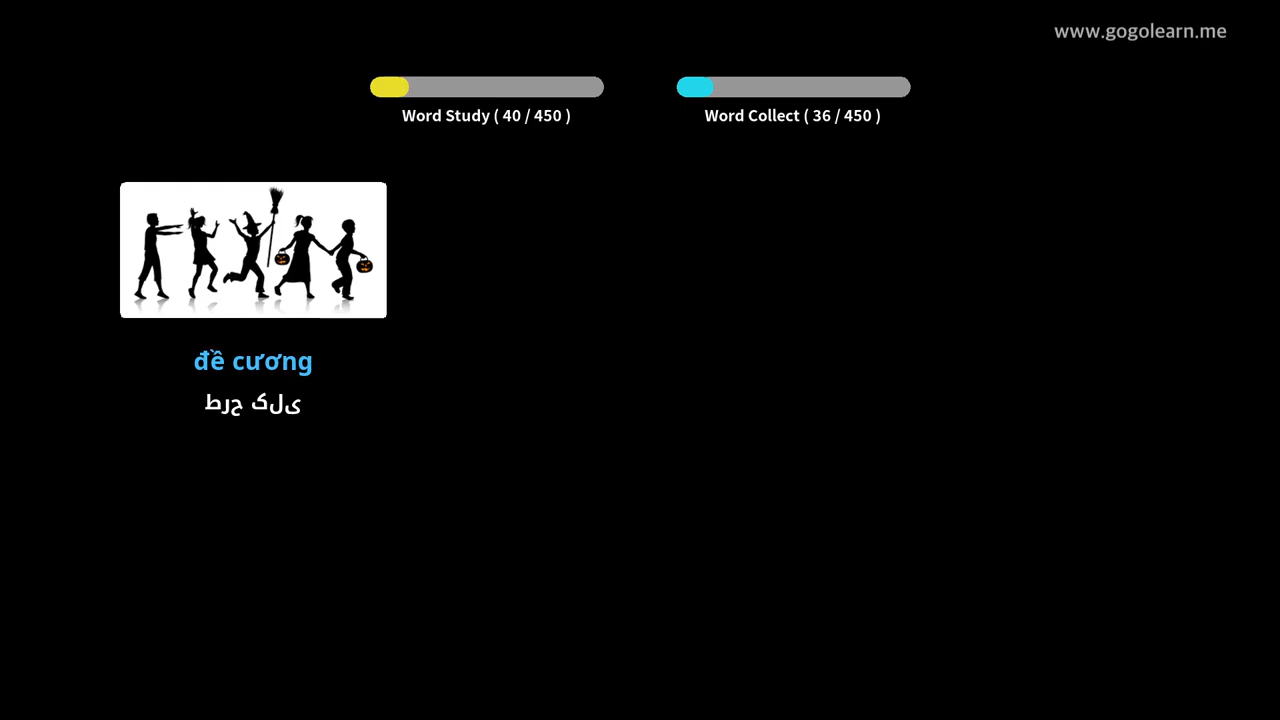 www.gogolearn.me
Word Study ( 40 / 450 )
Word Collect ( 36 / 450 )
đề cương
طرح کلی